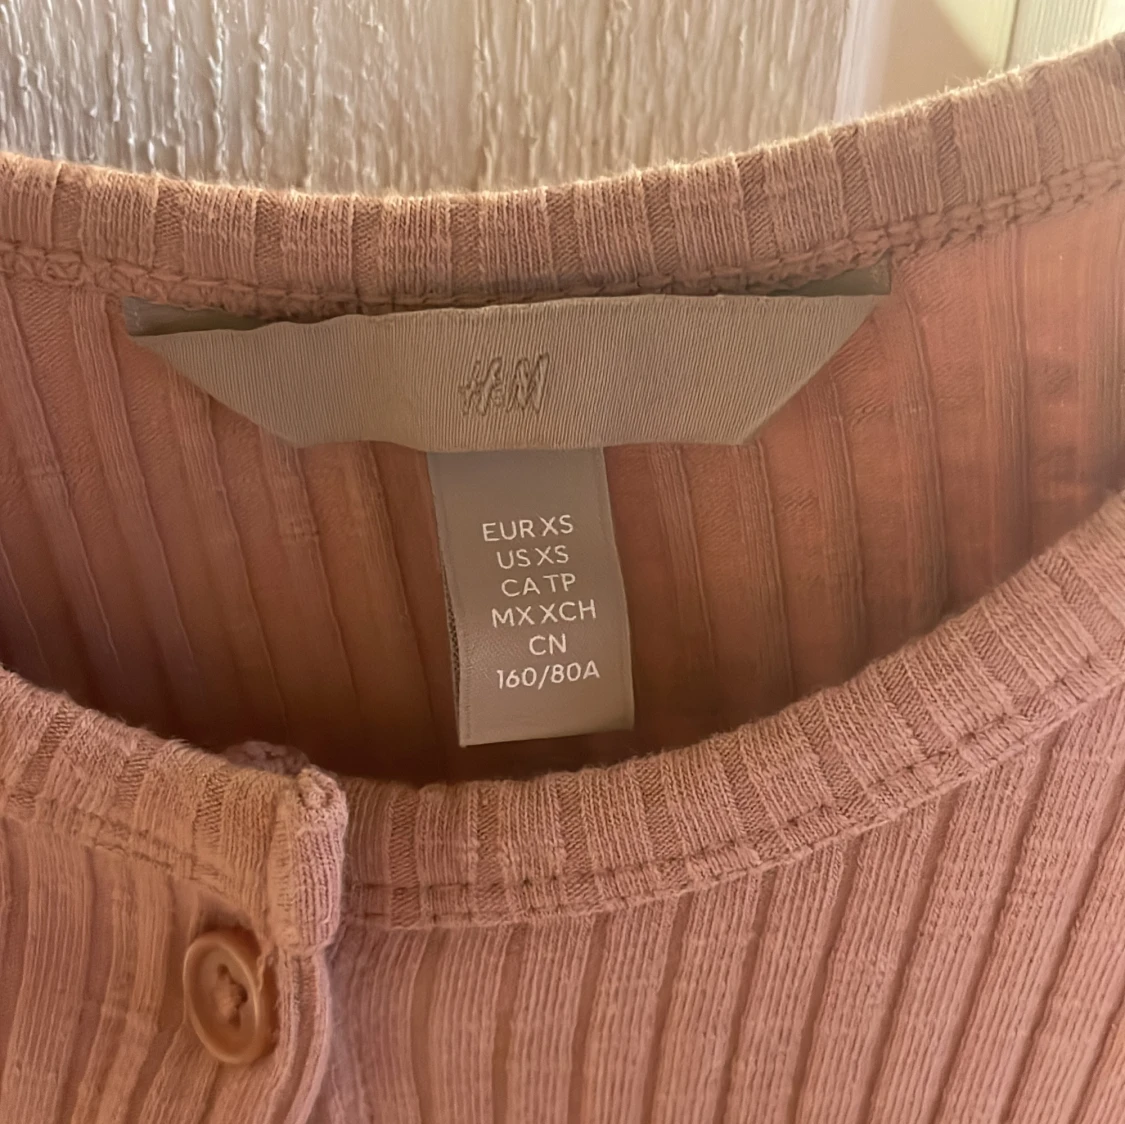 H&M
EUR XS
US XS
CA TP
MX XCH
CN
160/80A